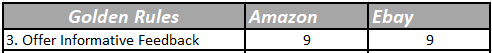 Golden Rules Amazon Ebay
3. Offer Informative Feedback 9 9